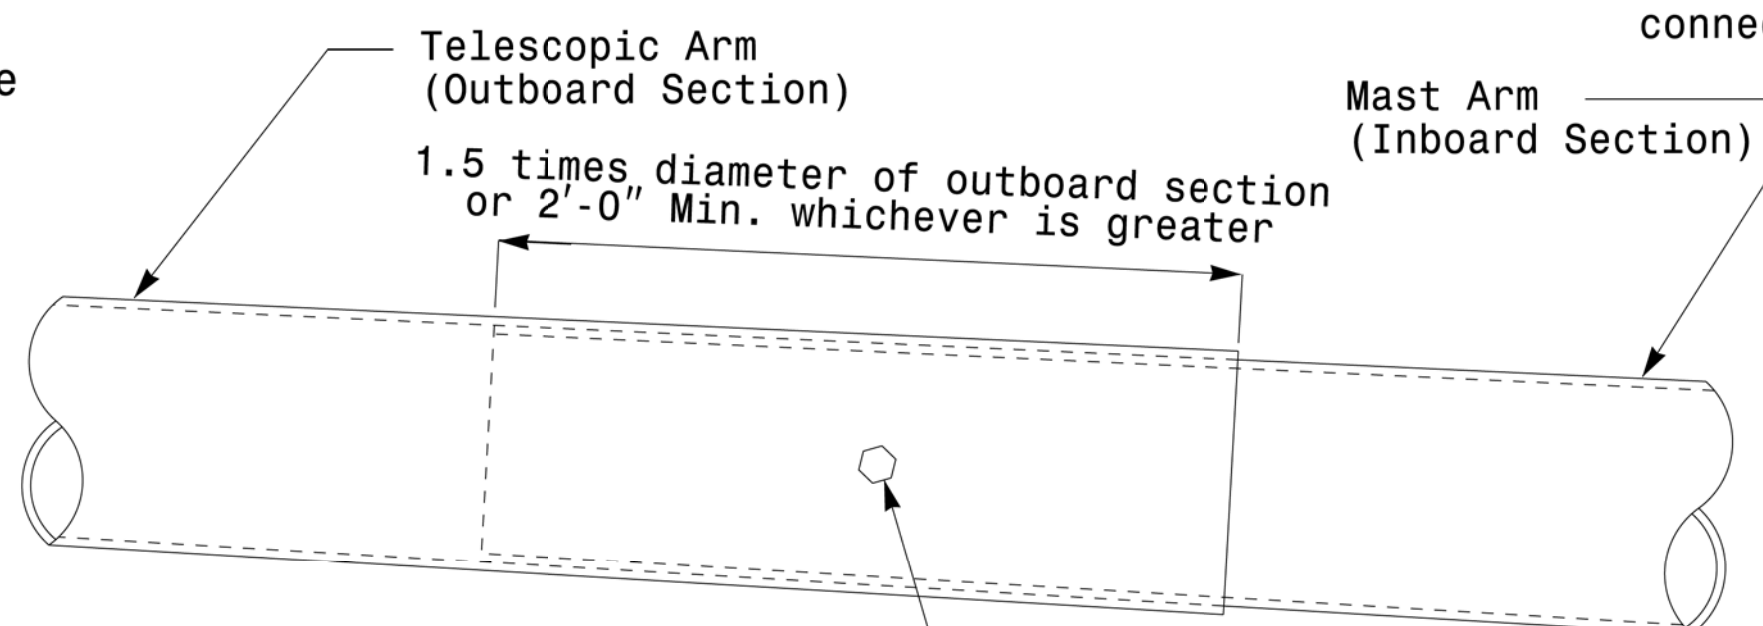 Telescopic Arm
(Outboard Section)
1.5 times diameter of outboard section
or 2'-0" Min. whichever is greater
Mast Arm
(Inboard Section)